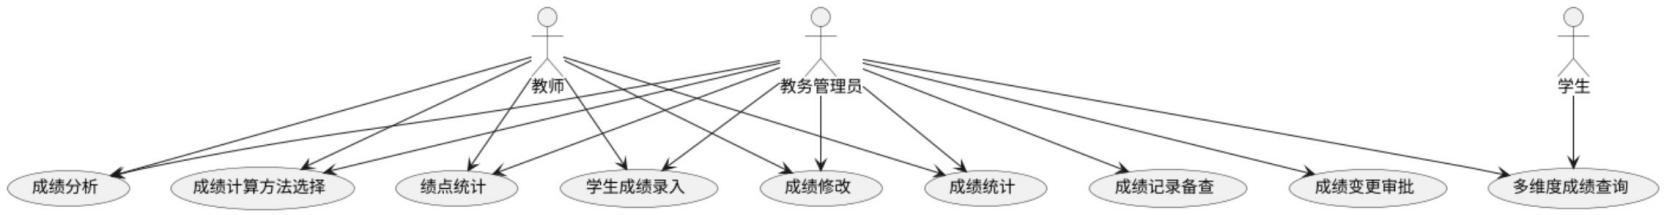 教师
教务管理员
学生
成绩分析
成绩计算方法选择
绩点统计
学生成绩录入
成绩修改
成绩统计
成绩记录备查
成绩变更审批
多维度成绩查询